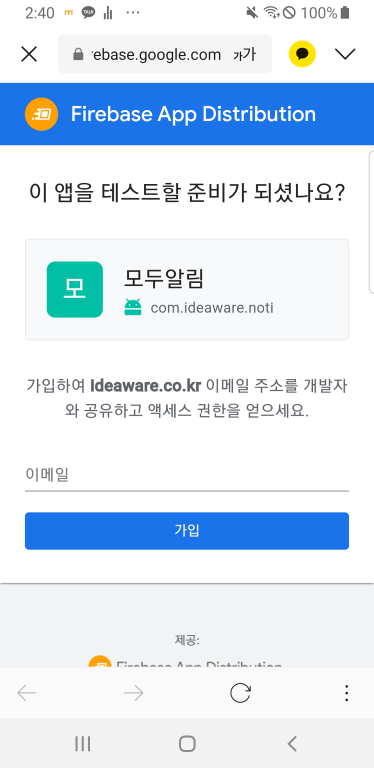 2:40
TALK
100%
rebase.google.com
가가
Firebase App Distribution
이 앱을 테스트할 준비가 되셨나요?
모
모두알림
com.ideaware.noti
가입하여 ideaware.co.kr 이메일 주소를 개발자
와 공유하고 액세스 권한을 얻으세요.
이메일
가입
제공:
Firebase App Distribution